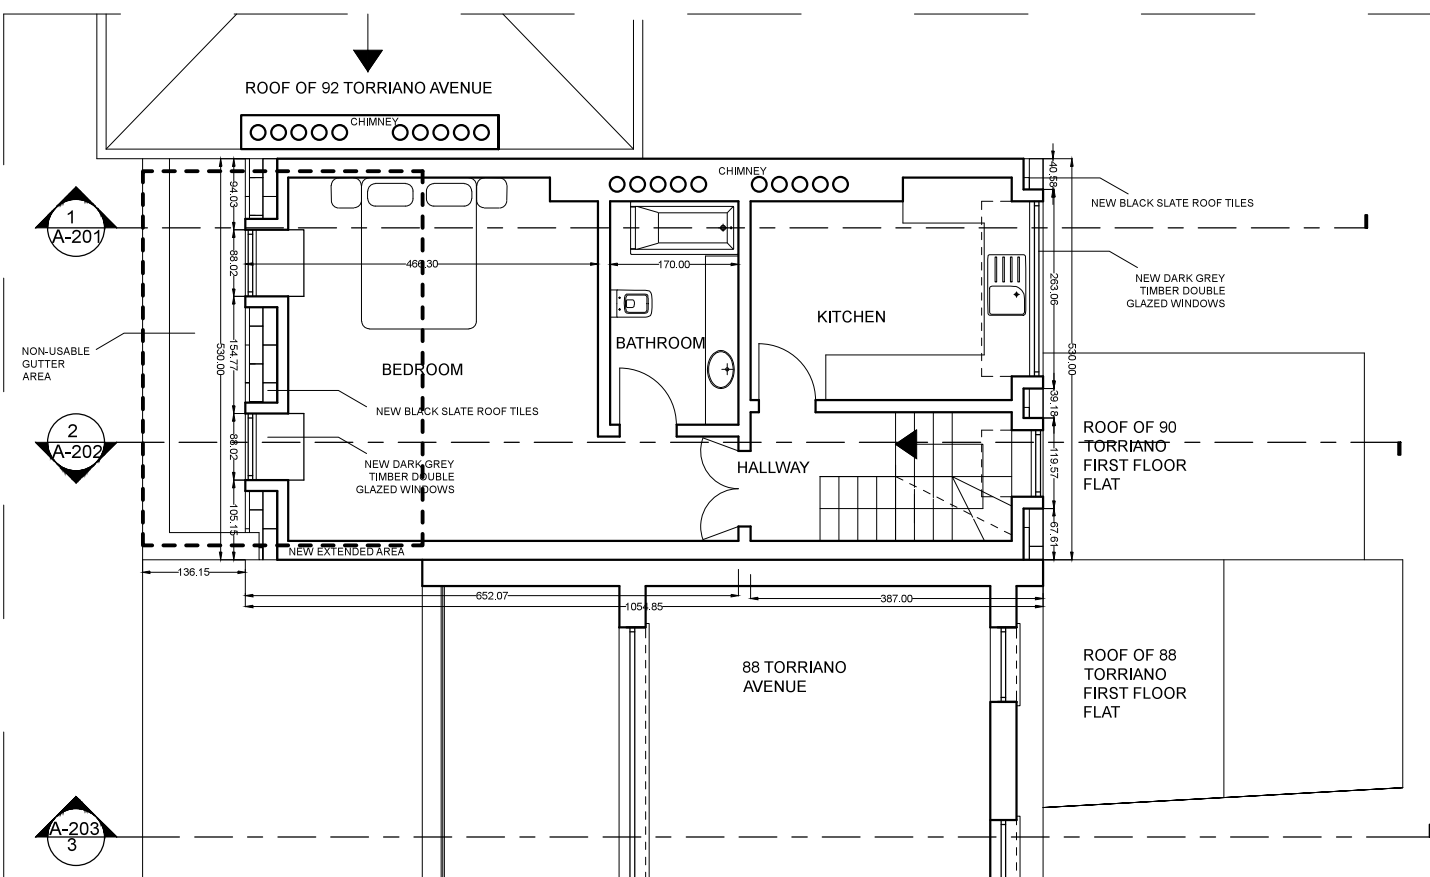 ROOF OF 92 TORRIANO AVENUE
CHIMNEY
CHIMNEY
40.58
NEW BLACK SLATE ROOF TILES
94.03
1
A-201
88.02
466.30
170.00
263.06
NEW DARK GREY
TIMBER DOUBLE
GLAZED WINDOWS
KITCHEN
BATHROOM
NON-USABLE
GUTTER
AREA
530.00
154.77
530.00
BEDROOM
NEW BLACK SLATE ROOF TILES
39.18
2
A-202
88.02
NEW DARK GREY
TIMBER DOUBLE
GLAZED WINDOWS
HALLWAY
119.57
ROOF OF 90
TORRIANO
FIRST FLOOR
FLAT
105.15
67.61
NEW EXTENDED AREA
136.15
652.07
387.00
1054.85
88 TORRIANO
AVENUE
ROOF OF 88
TORRIANO
FIRST FLOOR
FLAT
A-203
3